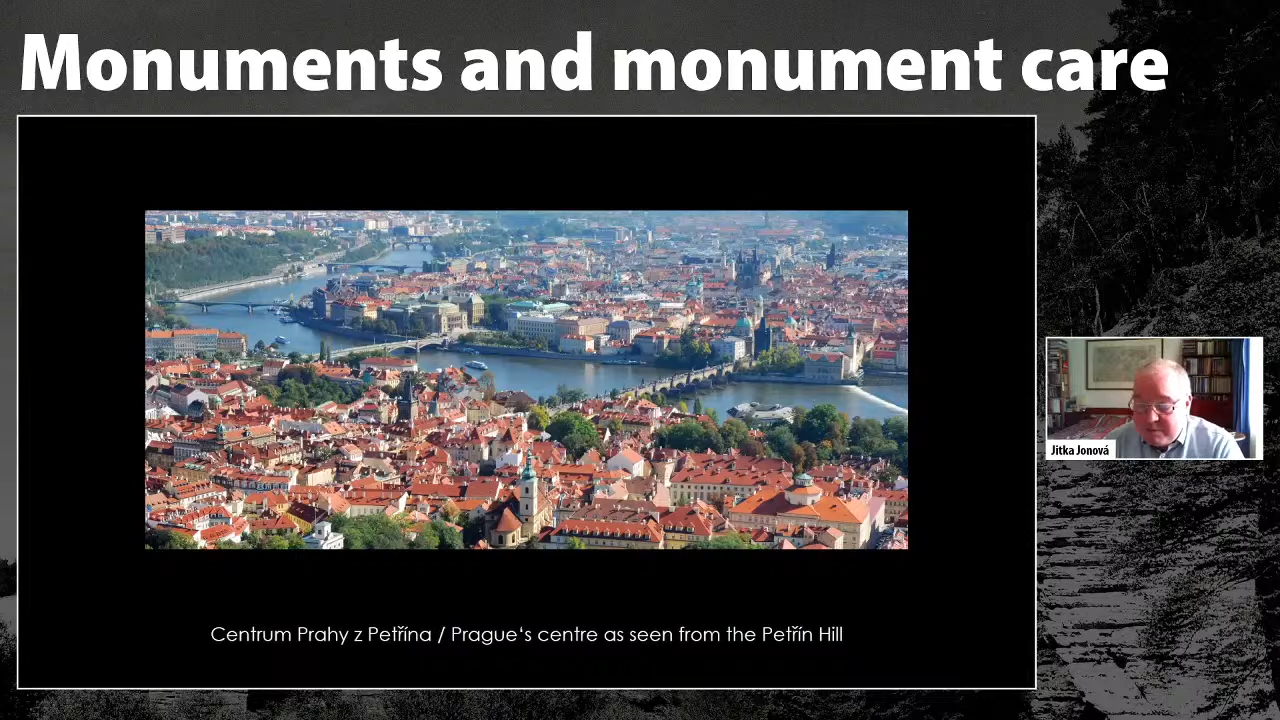 Monuments and monument care
Jitka Jonová
Centrum Prahy z Petřína / Prague‘s centre as seen from the Petřín Hill